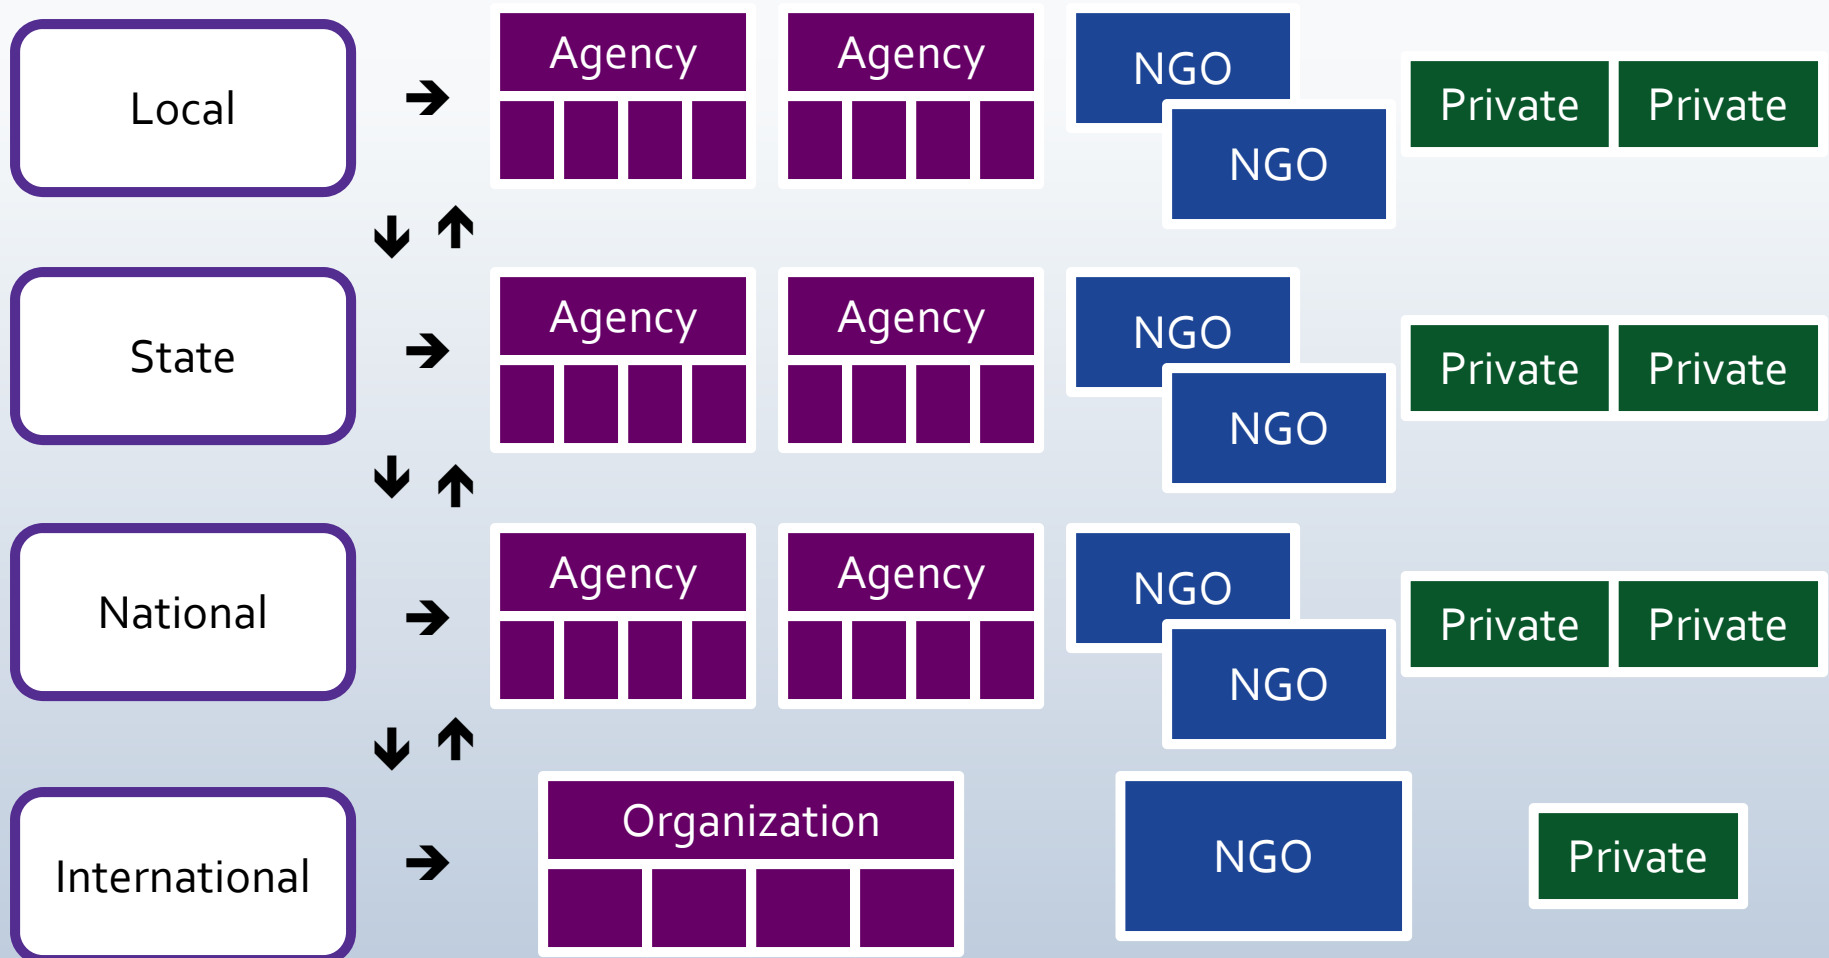 Local
Agency
Agency
NGO
NGO
Private
Private
State
Agency
Agency
NGO
NGO
Private
Private
National
Agency
Agency
NGO
NGO
Private
Private
International
Organization
NGO
Private